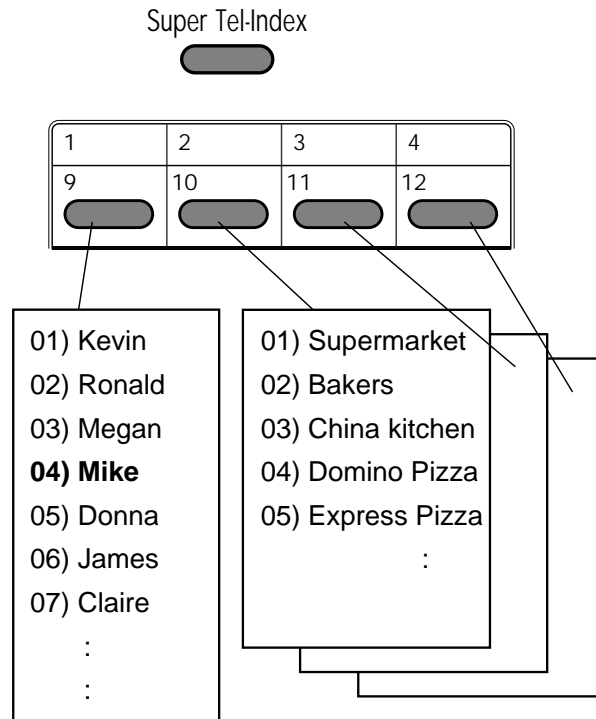 Super Tel-Index
1 2 3 4
9 10 11 12
01) Kevin
02) Ronald
03) Megan
04) Mike
05) Donna
06) James
07) Claire
:
:
01) Supermarket
02) Bakers
03) China kitchen
04) Domino Pizza
05) Express Pizza
: